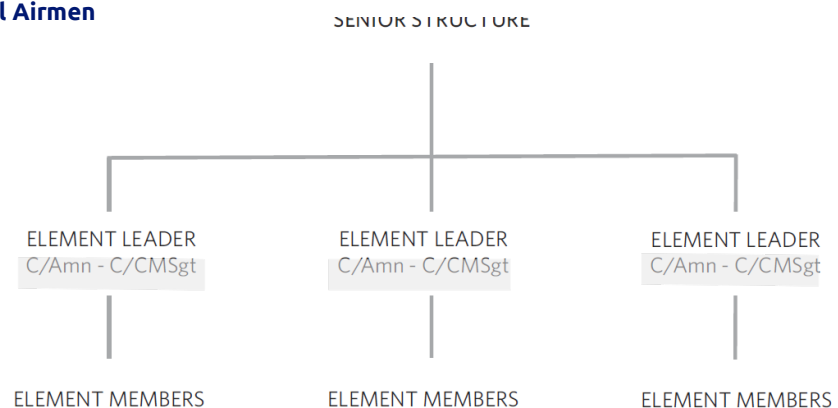 l Airmen
SENIOR STRUCTURE
ELEMENT LEADER
C/Amn - C/CMSgt
ELEMENT LEADER
C/Amn - C/CMSgt
ELEMENT LEADER
C/Amn - C/CMSgt
ELEMENT MEMBERS
ELEMENT MEMBERS
ELEMENT MEMBERS